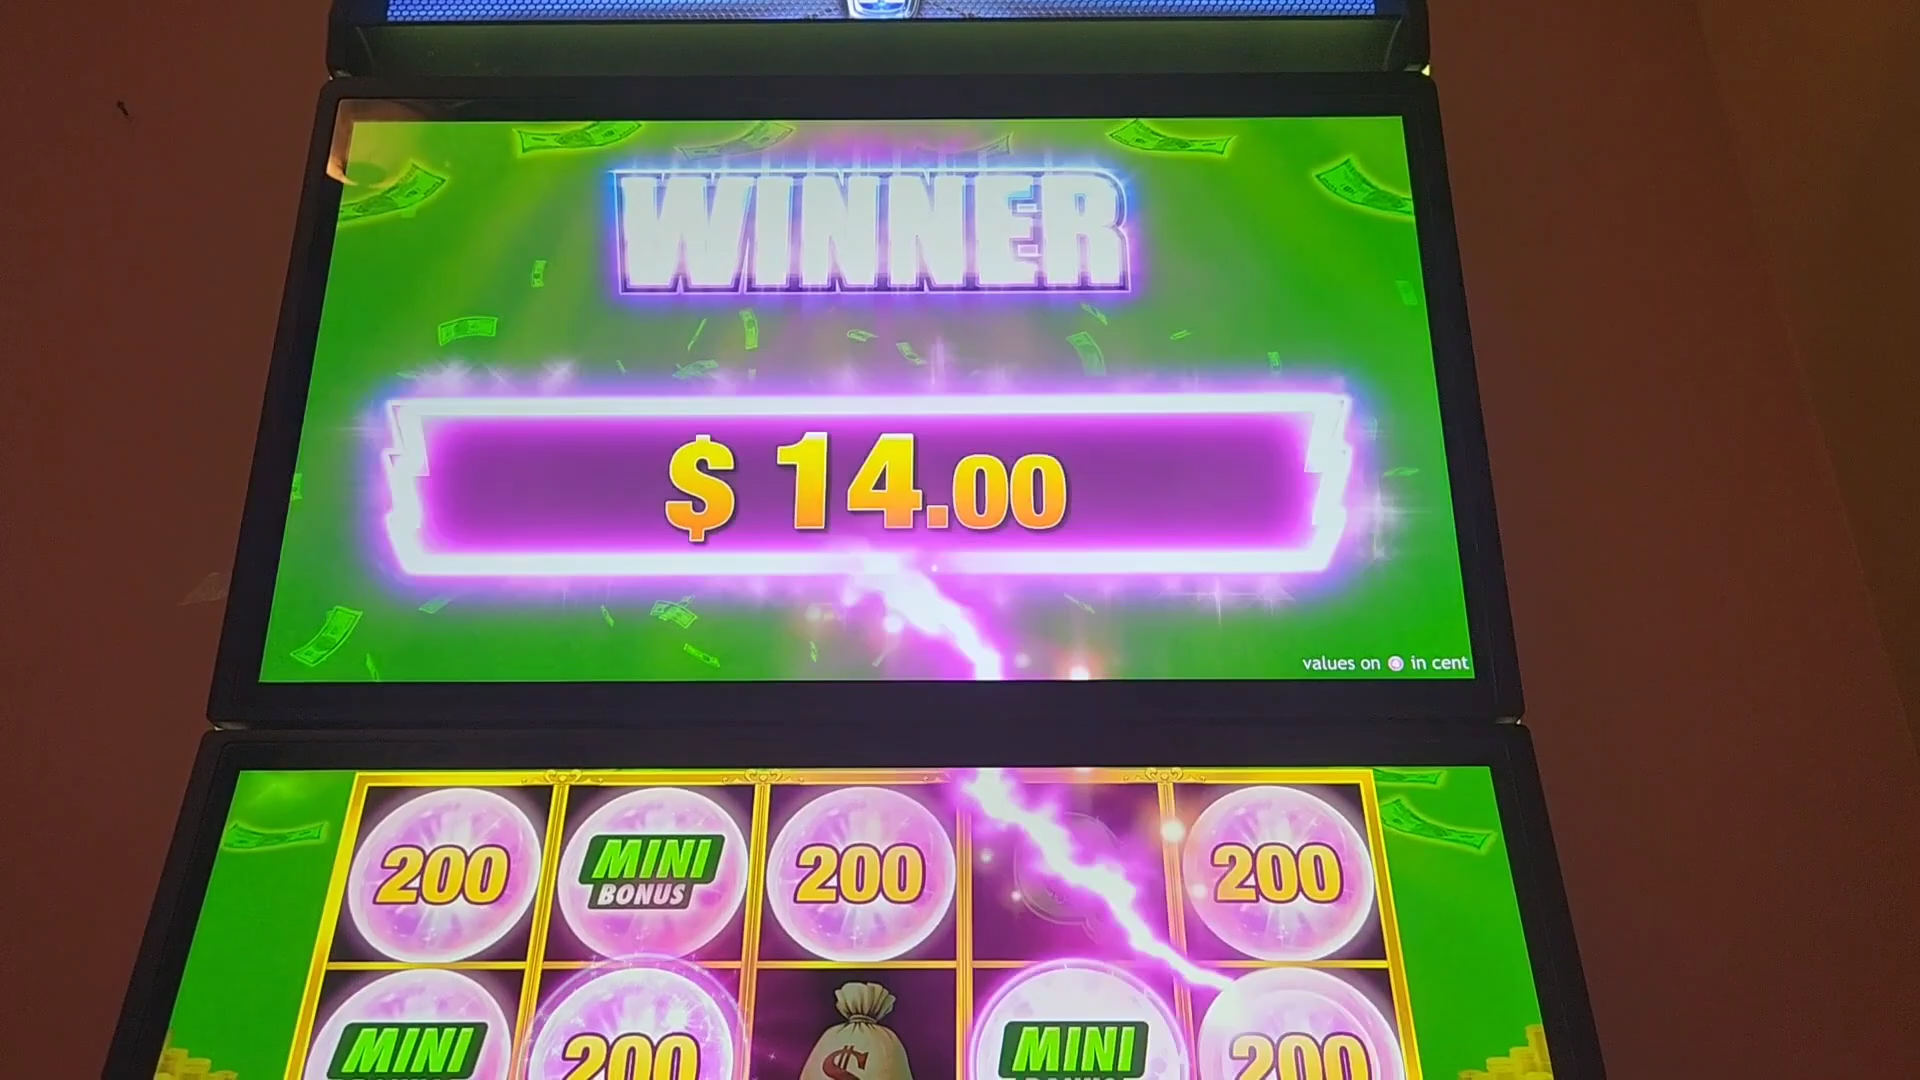 WINNER
$ 14.00
values on in cent
200 MINI BONUS 200 200
MINI 200 $ MINI 200